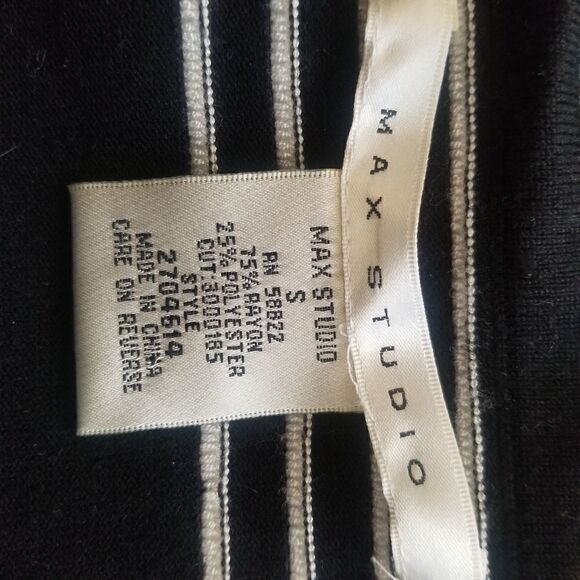 MAX STUDIO
MAX STUDIO
S
RN 58822
75% RAYON
25% POLYESTER
CUT:3000185
STYLE
2704614
MADE IN CHINA
CARE ON REVERSE